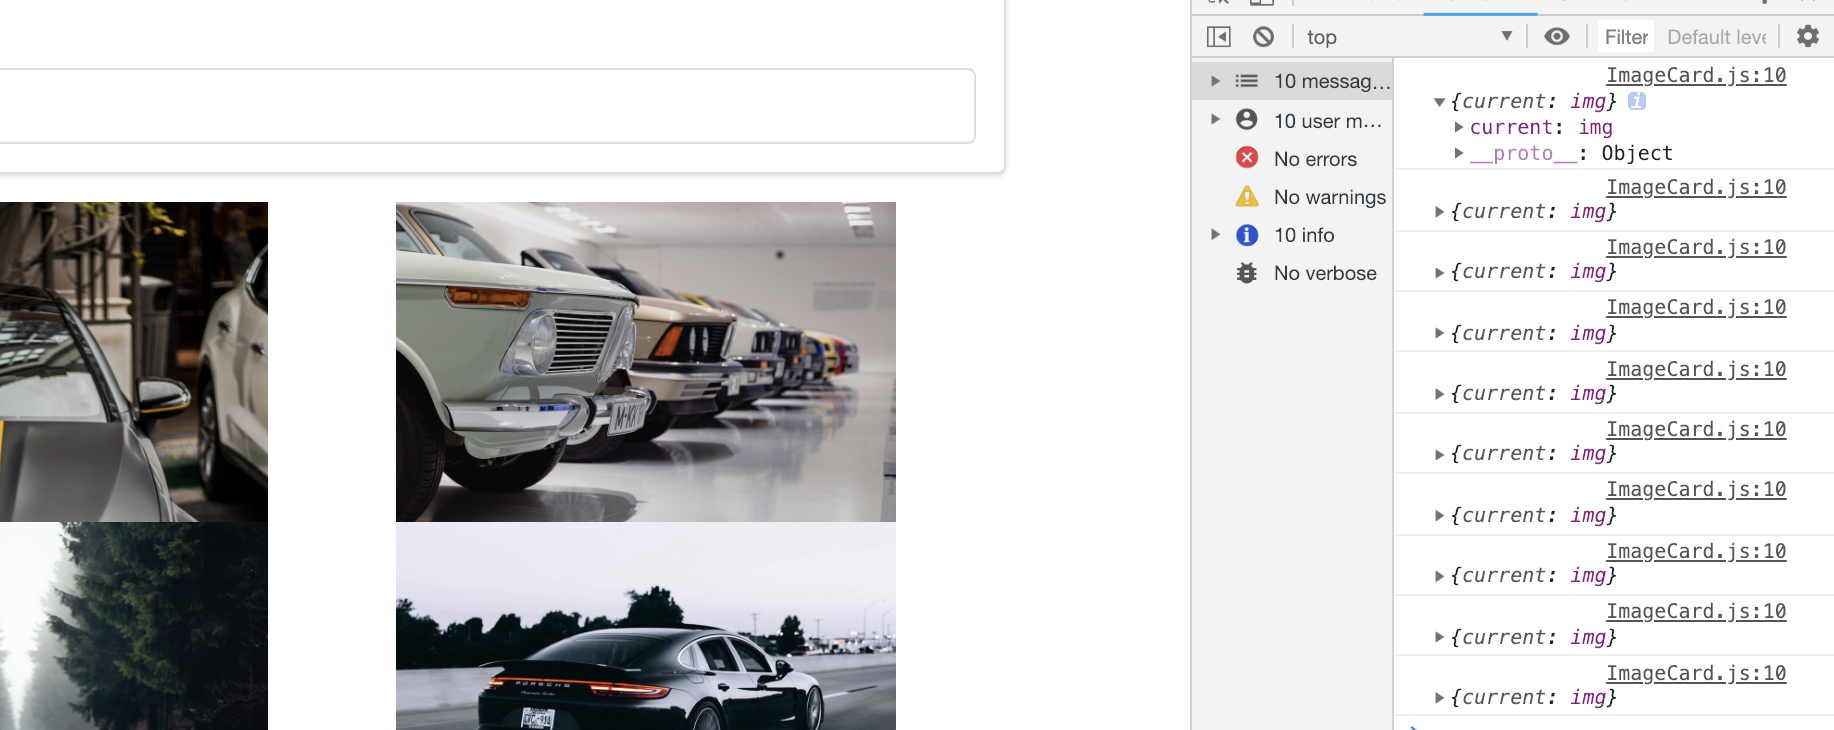 top
Filter
Default leve
10 messag...
10 user m...
No errors
No warnings
10 info
No verbose
ImageCard.js:10
{current: img} i
current: img
__proto__: Object
ImageCard.js:10
{current: img}
ImageCard.js:10
{current: img}
ImageCard.js:10
{current: img}
ImageCard.js:10
{current: img}
ImageCard.js:10
{current: img}
ImageCard.js:10
{current: img}
ImageCard.js:10
{current: img}
ImageCard.js:10
{current: img}
ImageCard.js:10
{current: img}
PORSCHE